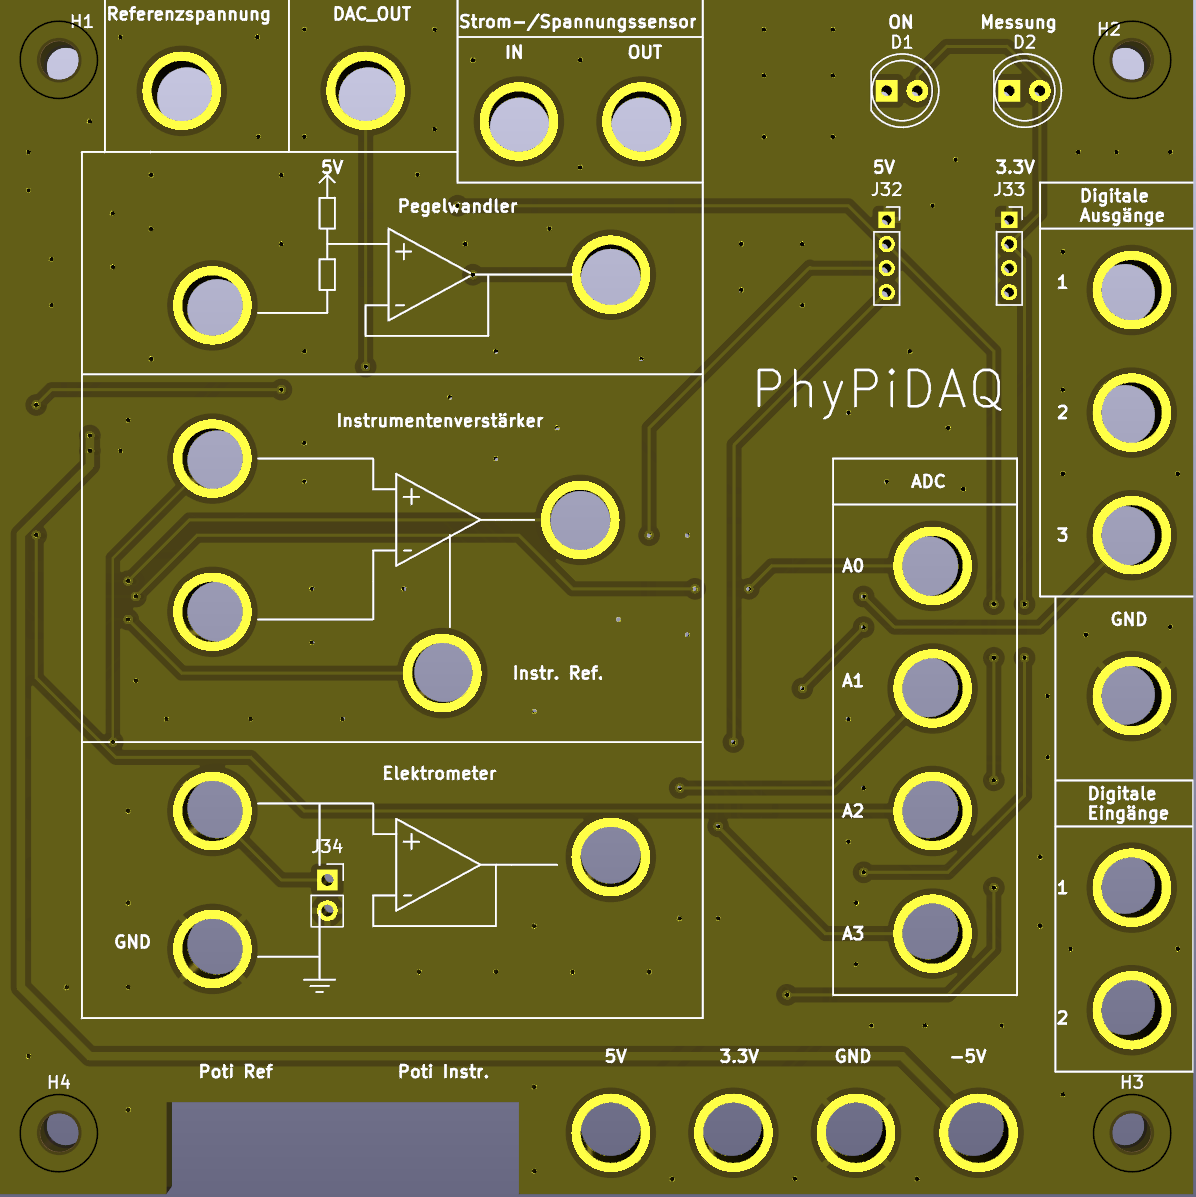 H1
Referenzspannung
DAC_OUT
Strom-/Spannungssensor
IN
OUT
ON
D1
Messung
D2
H2
5V
Pegelwandler
5V
J32
3.3V
J33
Digitale
Ausgänge
1
2
3
PhyPiDAQ
Instrumentenverstärker
+
-
+
-
Instr. Ref.
ADC
A0
A1
A2
A3
GND
Elektrometer
J34
+
-
GND
Digitale
Eingänge
1
2
5V
3.3V
GND
-5V
Poti Ref
Poti Instr.
H4
H3